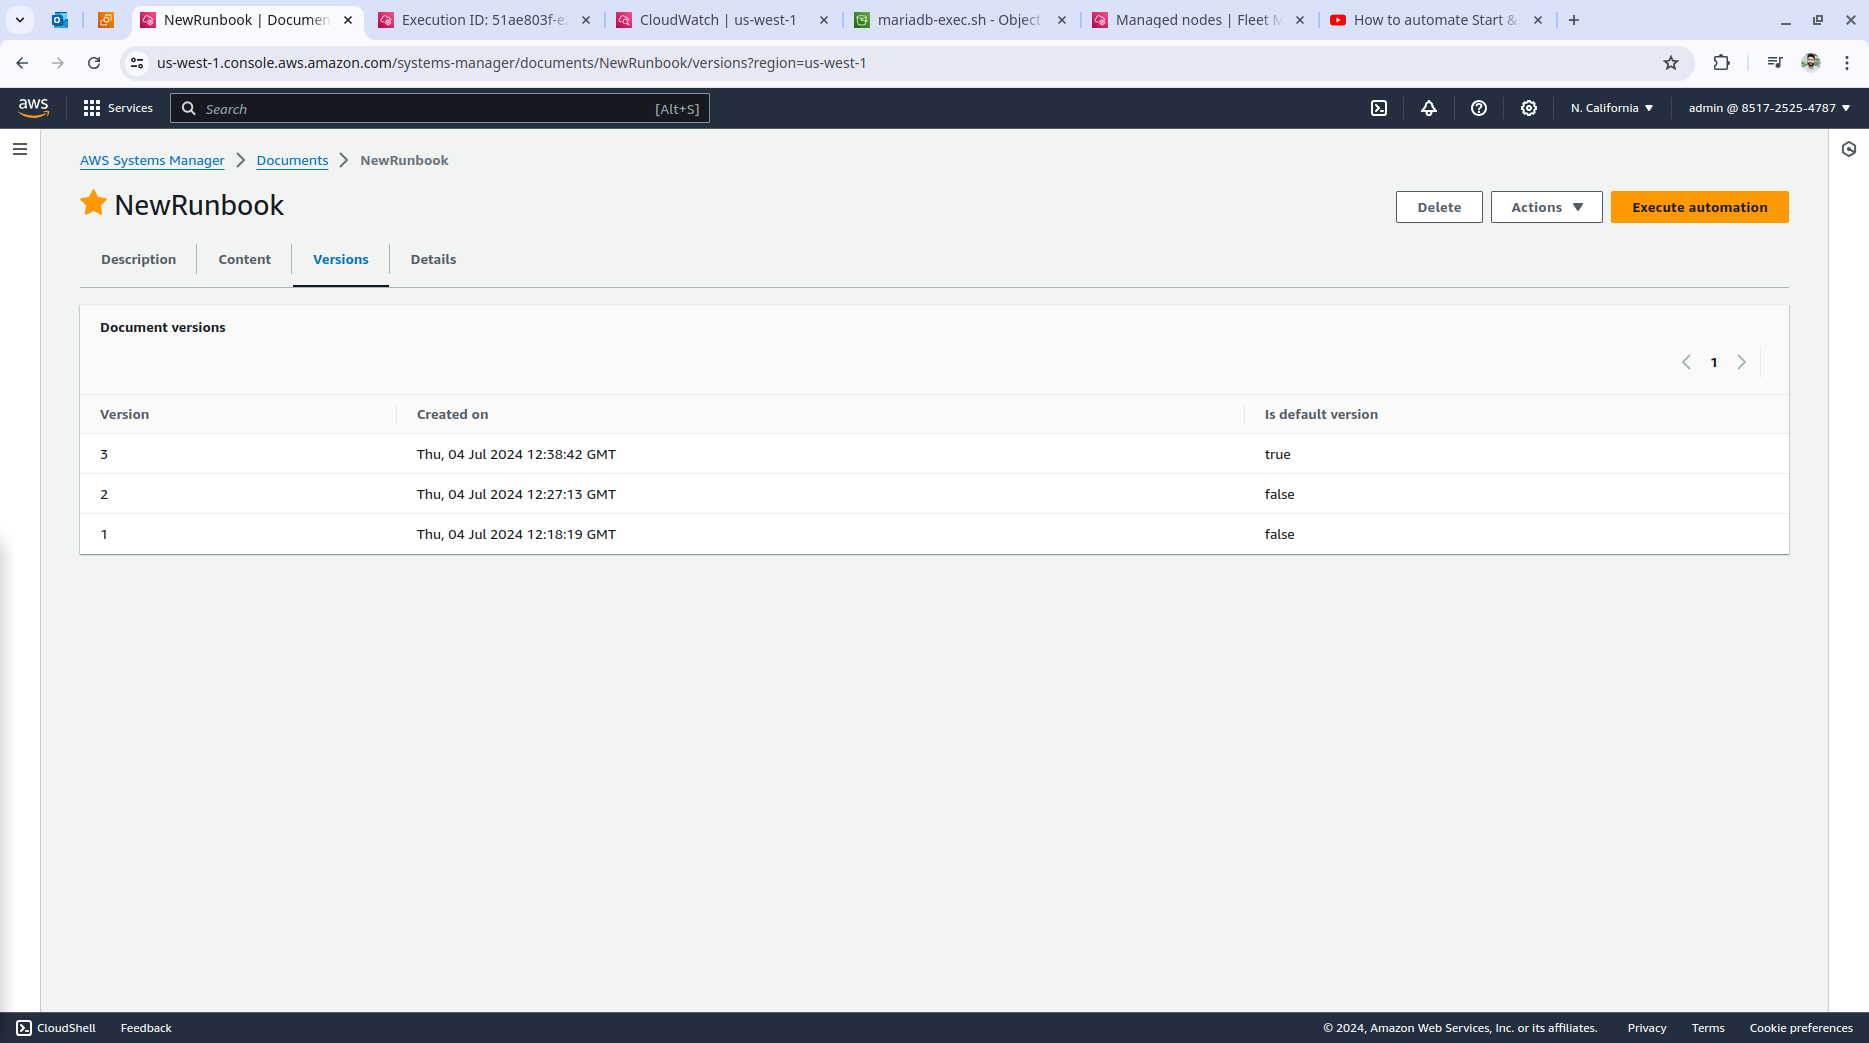 NewRunbook | Documen
Execution ID: 51ae803f-e
CloudWatch | us-west-1
mariadb-exec.sh - Object
Managed nodes | Fleet M
How to automate Start &
us-west-1.console.aws.amazon.com/systems-manager/documents/NewRunbook/versions?region=us-west-1
aws
Services
Search
[Alt+S]
N. California
admin @ 8517-2525-4787
AWS Systems Manager
Documents
NewRunbook
NewRunbook
Delete
Actions
Execute automation
Description
Content
Versions
Details
Document versions
1
Version Created on Is default version
3 Thu, 04 Jul 2024 12:38:42 GMT true
2 Thu, 04 Jul 2024 12:27:13 GMT false
1 Thu, 04 Jul 2024 12:18:19 GMT false
CloudShell
Feedback
© 2024, Amazon Web Services, Inc. or its affiliates.
Privacy
Terms
Cookie preferences